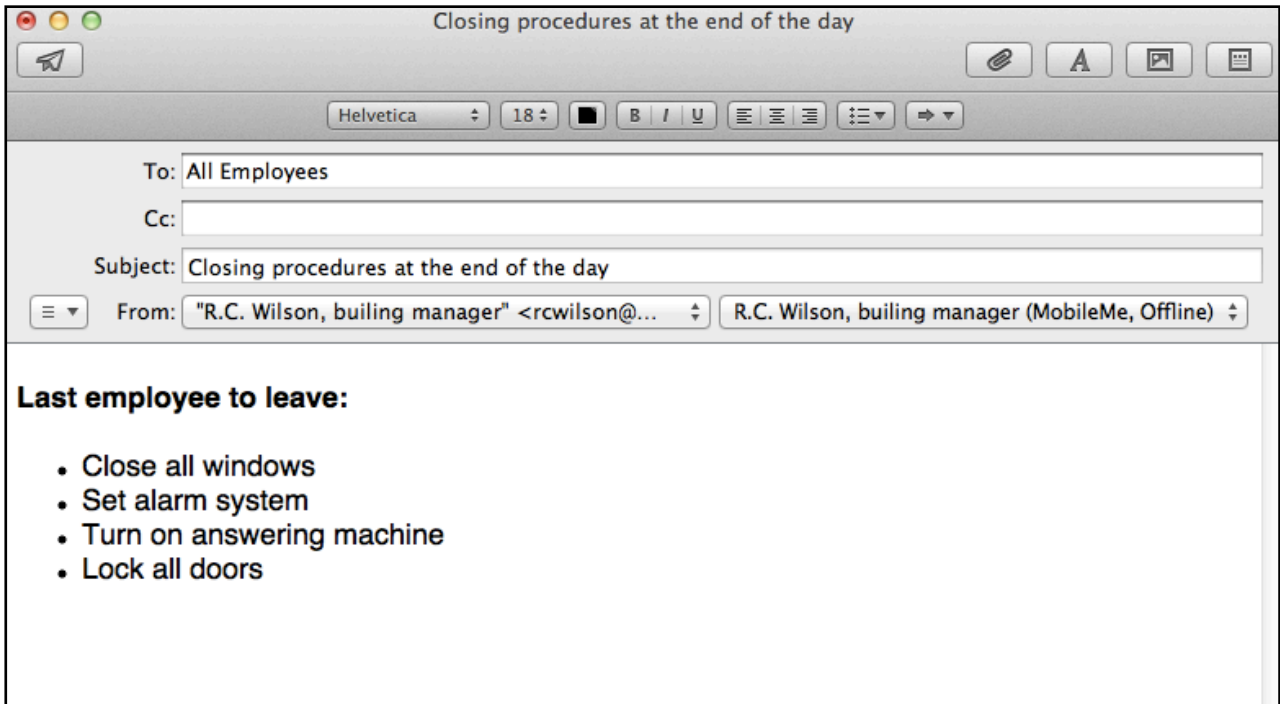 Closing procedures at the end of the day
Helvetica 18 B I U
To: All Employees
Cc:
Subject: Closing procedures at the end of the day
From: "R.C. Wilson, builing manager" <rcwilson@... R.C. Wilson, builing manager (MobileMe, Offline)
Last employee to leave:
• Close all windows
• Set alarm system
• Turn on answering machine
• Lock all doors